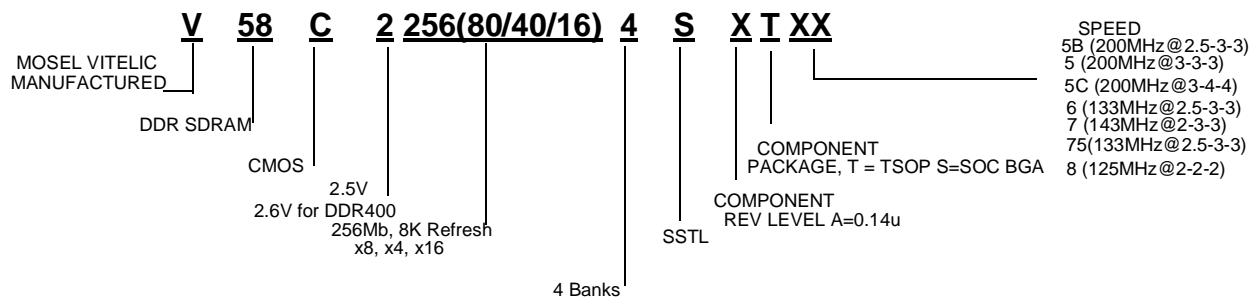 V 58 C 2 256(80/40/16) 4 S X T XX
MOSEL VITELIC
MANUFACTURED
DDR SDRAM
CMOS
2.5V
2.6V for DDR400
256Mb, 8K Refresh
x8, x4, x16
4 Banks
SSTL
COMPONENT
REV LEVEL A=0.14u
COMPONENT
PACKAGE, T = TSOP S=SOC BGA
SPEED
5B (200MHz@2.5-3-3)
5 (200MHz@3-3-3)
5C (200MHz@3-4-4)
6 (133MHz@2.5-3-3)
7 (143MHz@2-3-3)
75(133MHz@2.5-3-3)
8 (125MHz@2-2-2)